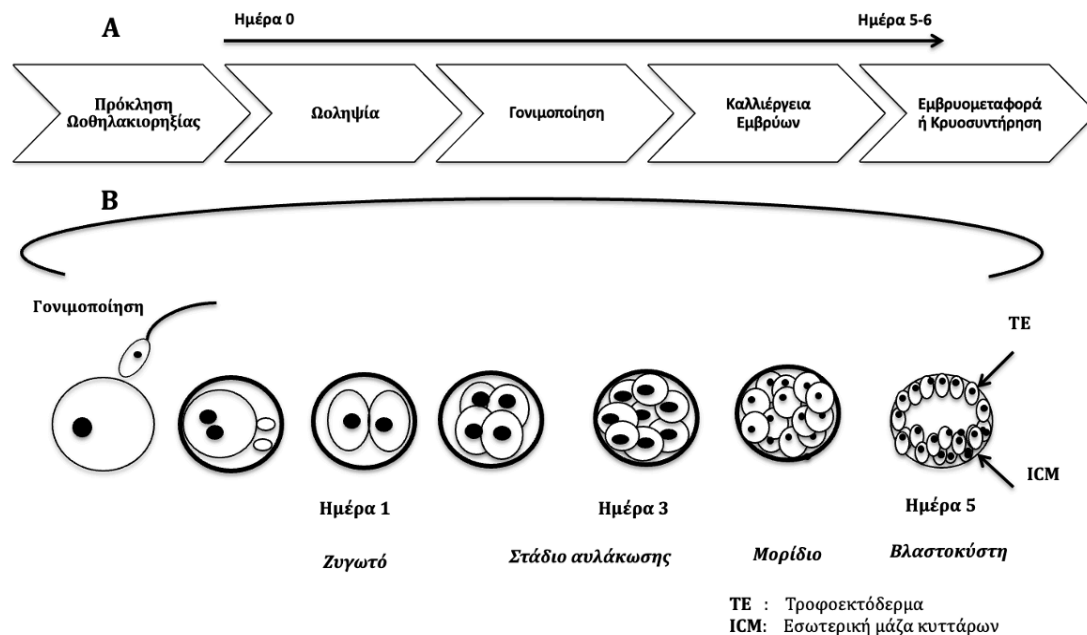 A
Ημέρα 0
Ημέρα 5-6
Πρόκληση
Ωοθηλακιορηξίας
Ωοληψία
Γονιμοποίηση
Καλλιέργεια
Εμβρύων
Εμβρυομεταφορά
ή Κρυοσυντήρηση
B
Γονιμοποίηση
TE
ICM
Ημέρα 1
Ημέρα 3
Ημέρα 5
Ζυγωτό
Στάδιο αυλάκωσης
Μορίδιο
Βλαστοκύστη
TE : Τροφοεκτόδερμα
ICM: Εσωτερική μάζα κυττάρων